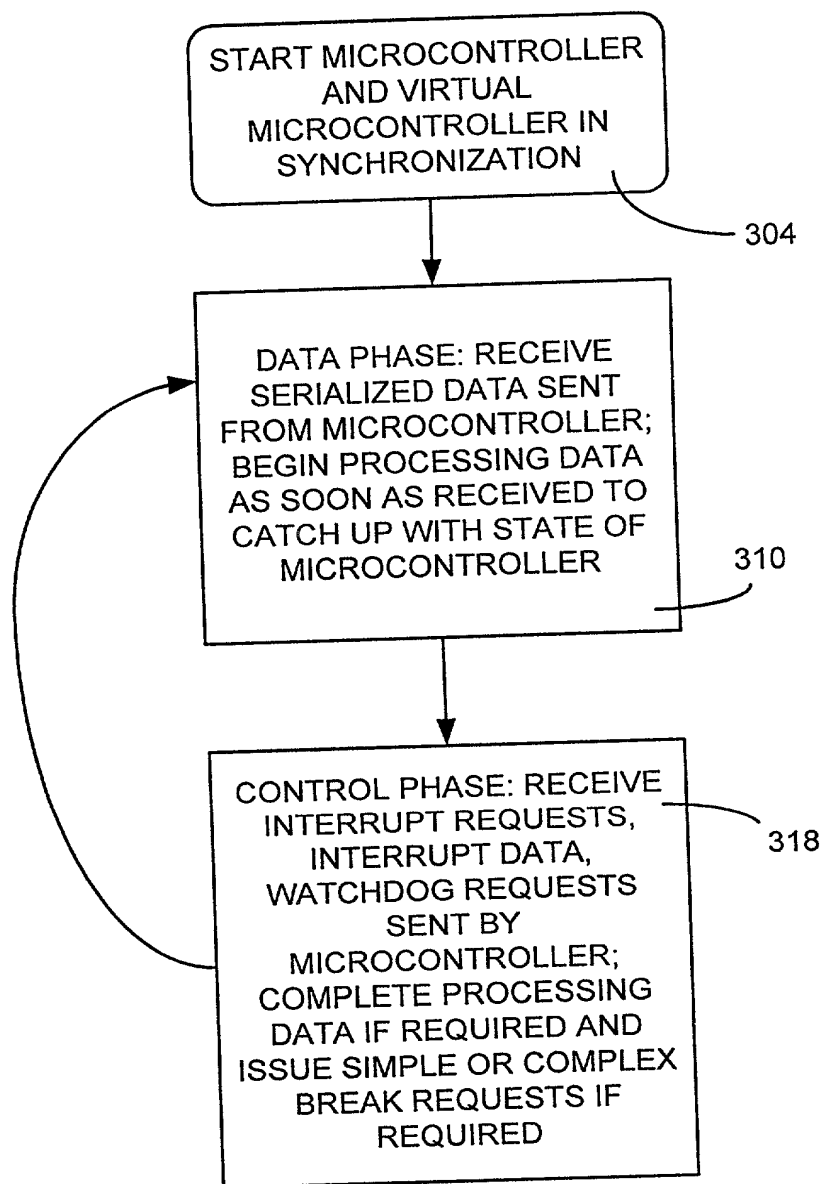 START MICROCONTROLLER
AND VIRTUAL
MICROCONTROLLER IN
SYNCHRONIZATION
304
DATA PHASE: RECEIVE
SERIALIZED DATA SENT
FROM MICROCONTROLLER;
BEGIN PROCESSING DATA
AS SOON AS RECEIVED TO
CATCH UP WITH STATE OF
MICROCONTROLLER
310
CONTROL PHASE: RECEIVE
INTERRUPT REQUESTS,
INTERRUPT DATA,
WATCHDOG REQUESTS
SENT BY
MICROCONTROLLER;
COMPLETE PROCESSING
DATA IF REQUIRED AND
ISSUE SIMPLE OR COMPLEX
BREAK REQUESTS IF
REQUIRED
318